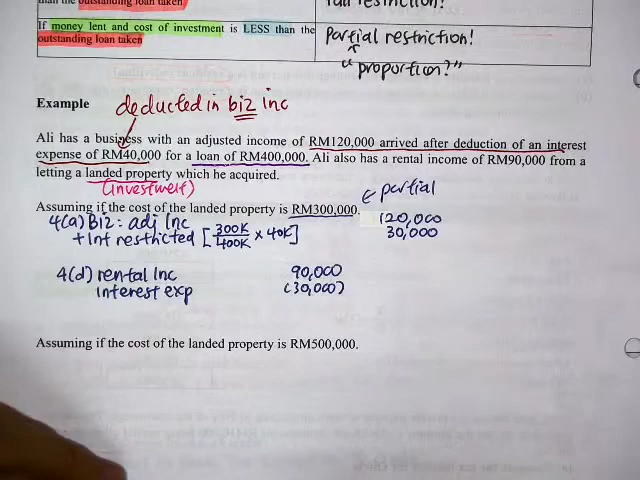 outstanding loan taken
full restriction!
If money lent and cost of investment is LESS than the
outstanding loan taken
Partial restriction!
"proportion?"
Example
deducted in biz inc
Ali has a business with an adjusted income of RM120,000 arrived after deduction of an interest
expense of RM40,000 for a loan of RM400,000. Ali also has a rental income of RM90,000 from a
letting a landed property which he acquired.
(investment)
← partial
Assuming if the cost of the landed property is RM300,000.
4(a) Biz: adj Inc 120,000
+ Int restricted [300K/400K × 40K] 30,000
4(d) rental Inc 90,000
interest exp (30,000)
Assuming if the cost of the landed property is RM500,000.